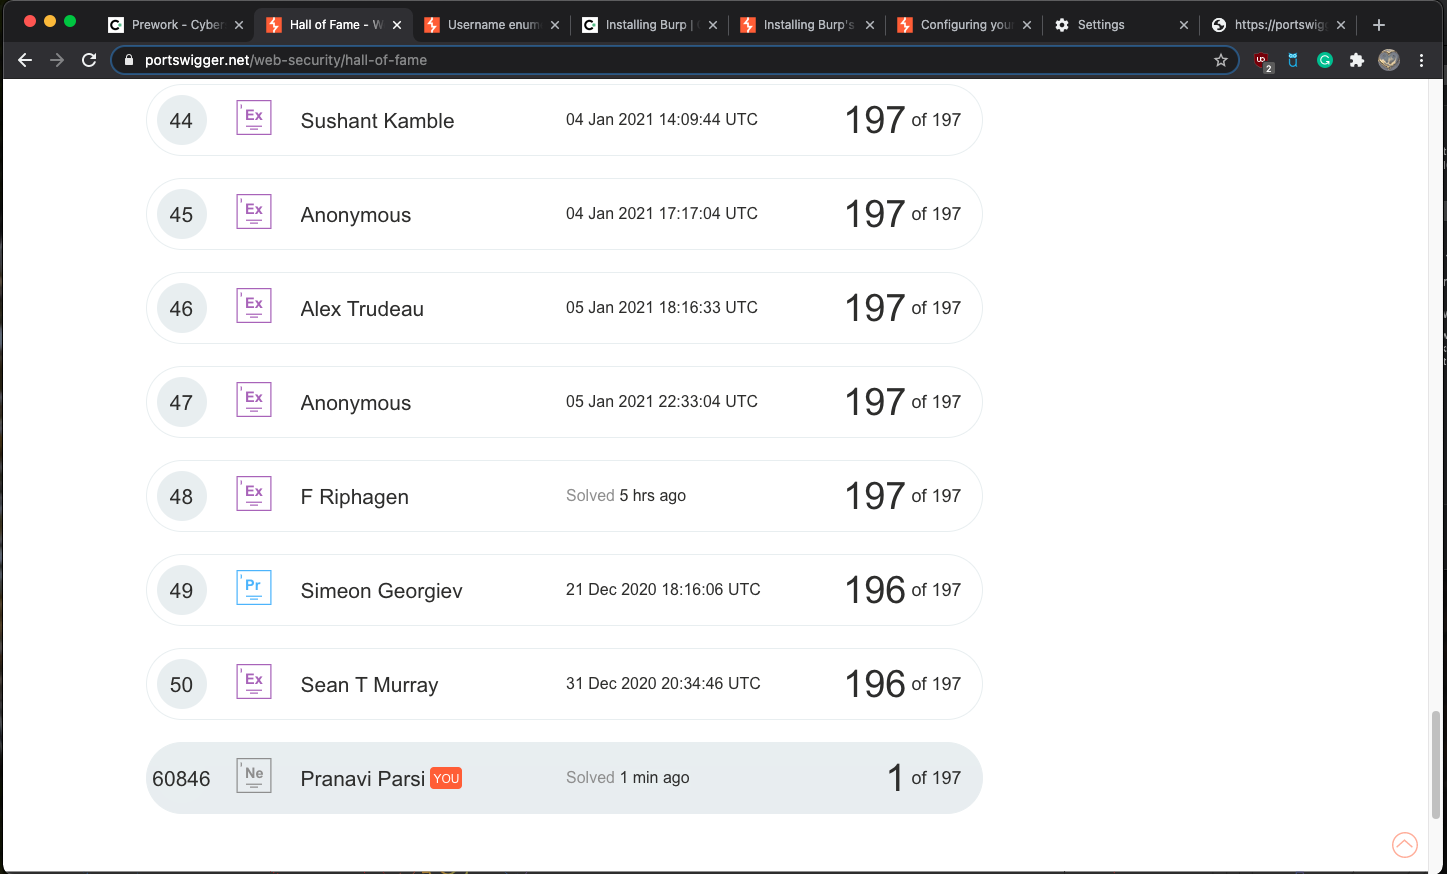 Prework - Cyber
Hall of Fame - W
Username enum
Installing Burp |
Installing Burp's
Configuring your
Settings
https://portswig
portswigger.net/web-security/hall-of-fame
2
44 Ex Sushant Kamble 04 Jan 2021 14:09:44 UTC 197 of 197
45 Ex Anonymous 04 Jan 2021 17:17:04 UTC 197 of 197
46 Ex Alex Trudeau 05 Jan 2021 18:16:33 UTC 197 of 197
47 Ex Anonymous 05 Jan 2021 22:33:04 UTC 197 of 197
48 Ex F Riphagen Solved 5 hrs ago 197 of 197
49 Pr Simeon Georgiev 21 Dec 2020 18:16:06 UTC 196 of 197
50 Ex Sean T Murray 31 Dec 2020 20:34:46 UTC 196 of 197
60846 Ne Pranavi Parsi YOU Solved 1 min ago 1 of 197